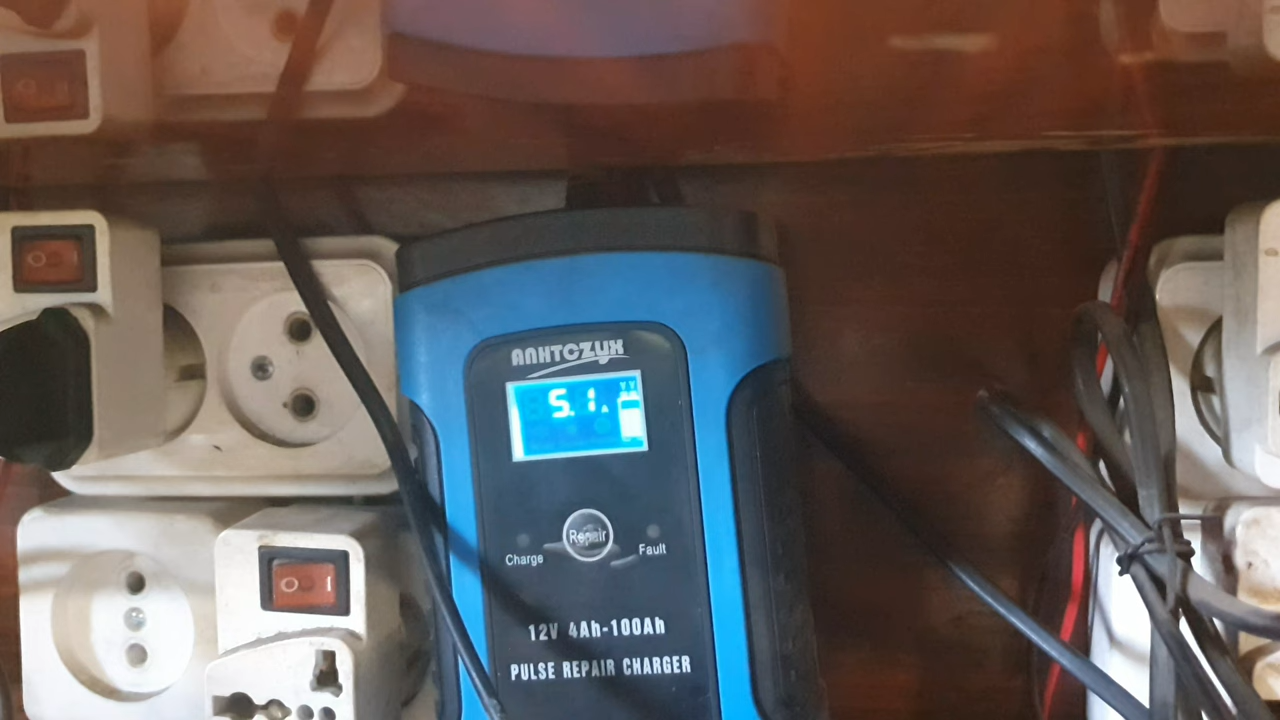 ANHTCZYX
5.1 A
Repair
Charge
Fault
12V 4Ah-100Ah
PULSE REPAIR CHARGER